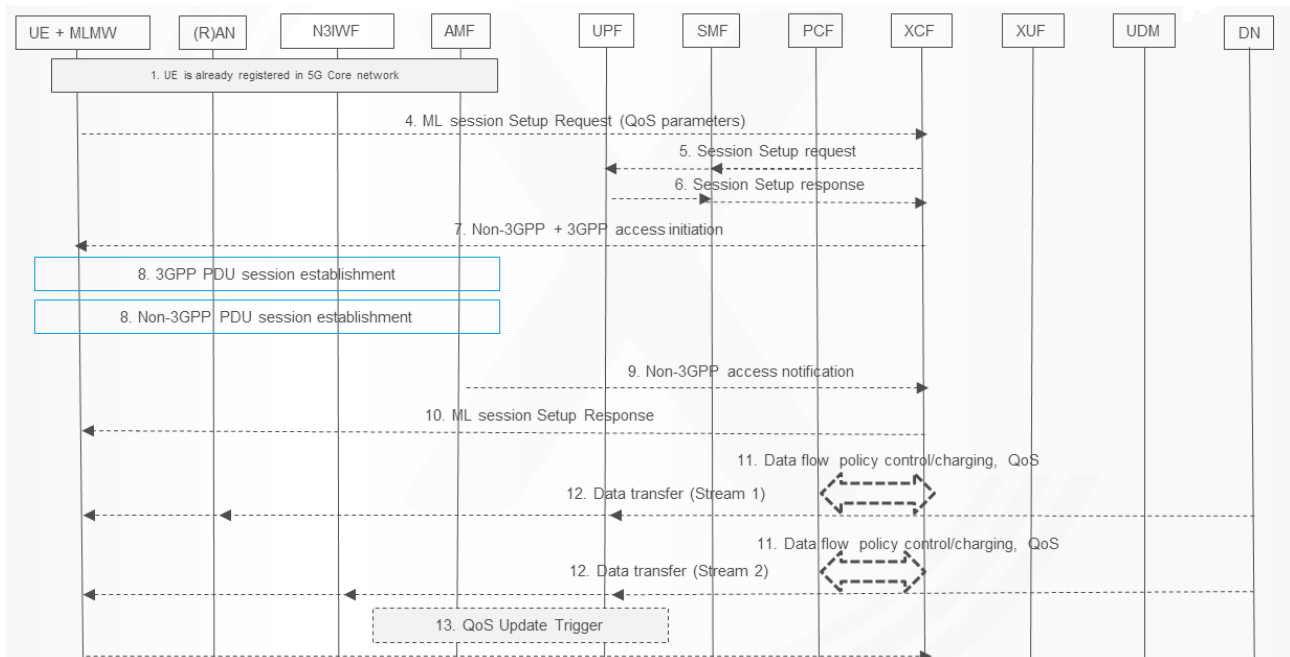 UE + MLMW
(R)AN
N3IWF
AMF
UPF
SMF
PCF
XCF
XUF
UDM
DN
1. UE is already registered in 5G Core network
4. ML session Setup Request (QoS parameters)
5. Session Setup request
6. Session Setup response
7. Non-3GPP + 3GPP access initiation
8. 3GPP PDU session establishment
8. Non-3GPP PDU session establishment
9. Non-3GPP access notification
10. ML session Setup Response
11. Data flow policy control/charging, QoS
12. Data transfer (Stream 1)
11. Data flow policy control/charging, QoS
12. Data transfer (Stream 2)
13. QoS Update Trigger